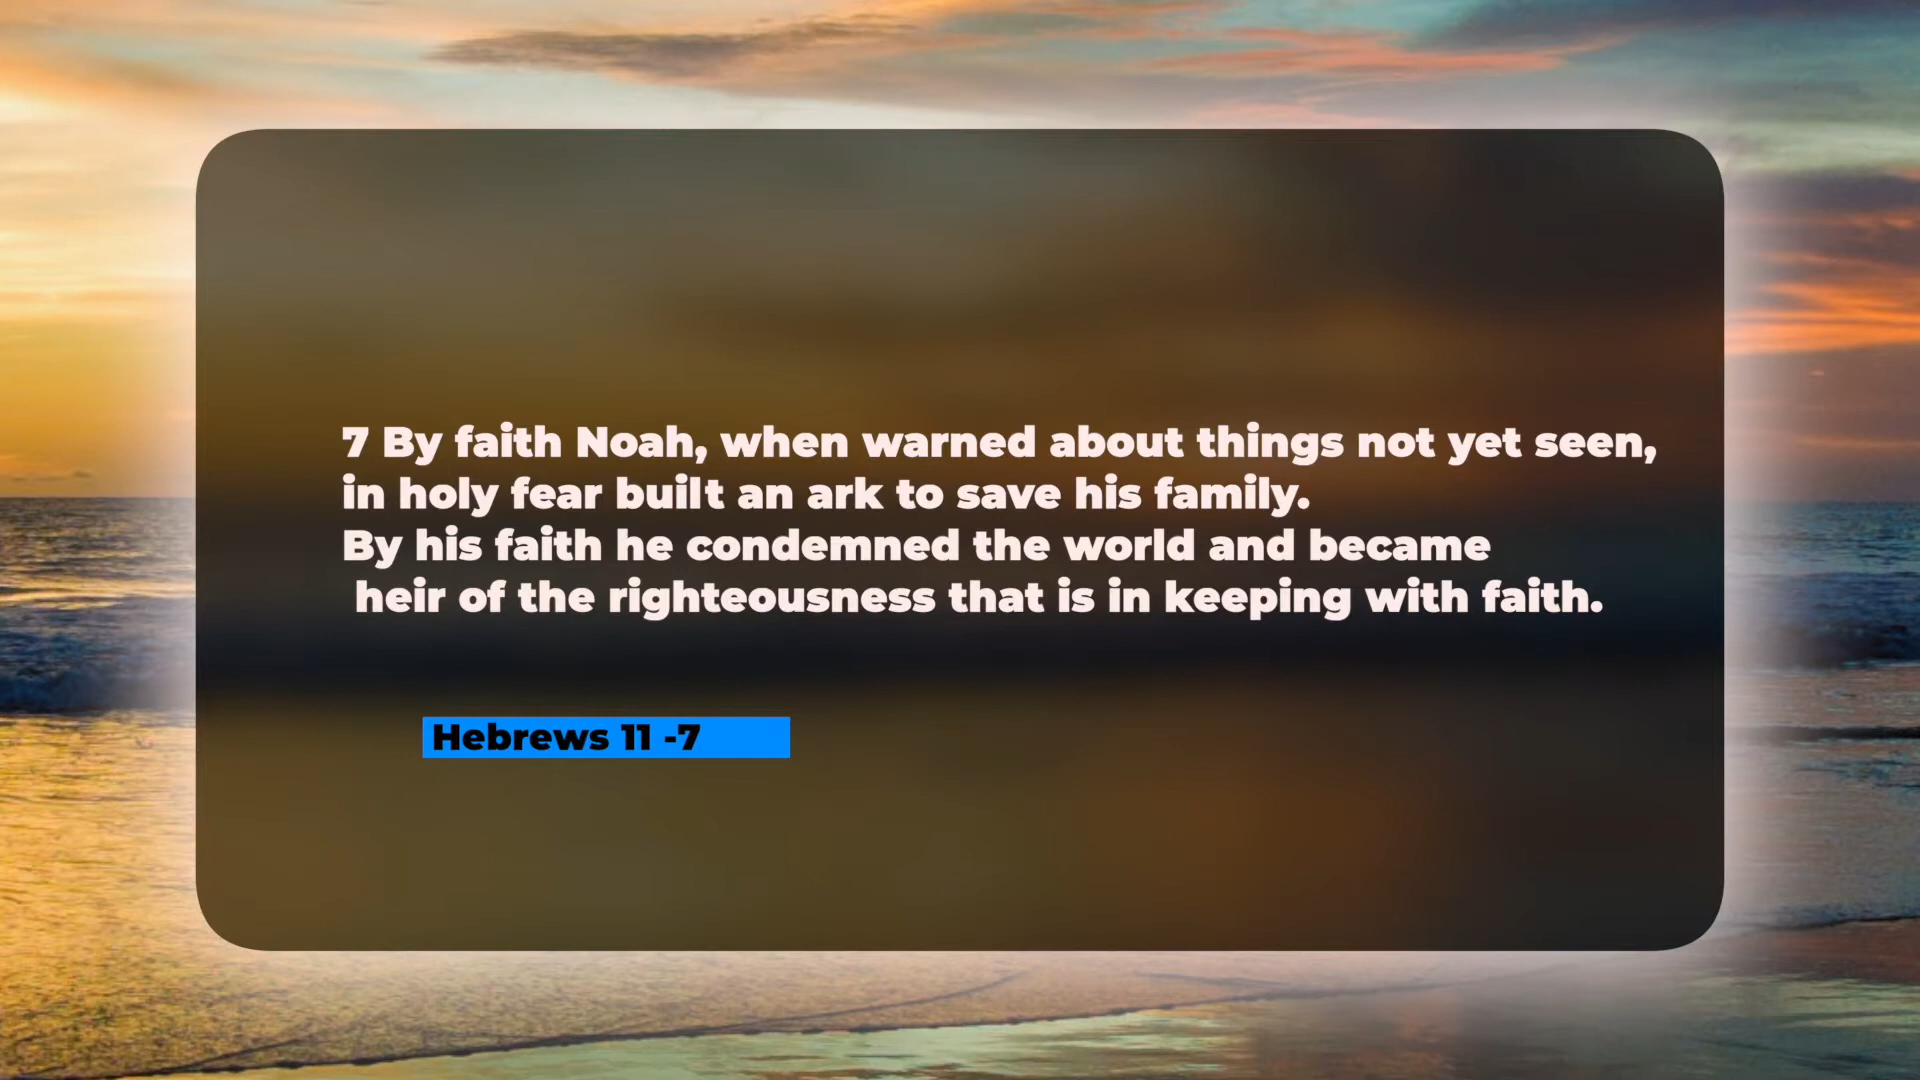 7 By faith Noah, when warned about things not yet seen,
in holy fear built an ark to save his family.
By his faith he condemned the world and became
heir of the righteousness that is in keeping with faith.
Hebrews 11 -7